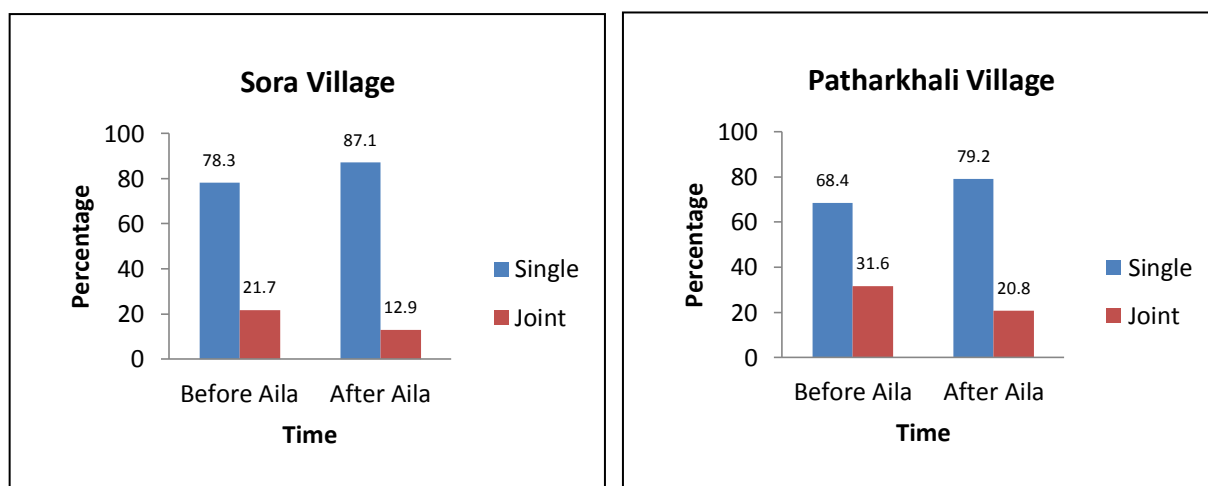 Sora Village
Percentage
100
80
60
40
20
0
78.3
21.7
87.1
12.9
Before Aila
After Aila
Time
Single
Joint
Patharkhali Village
Percentage
100
80
60
40
20
0
68.4
31.6
79.2
20.8
Before Aila
After Aila
Time
Single
Joint